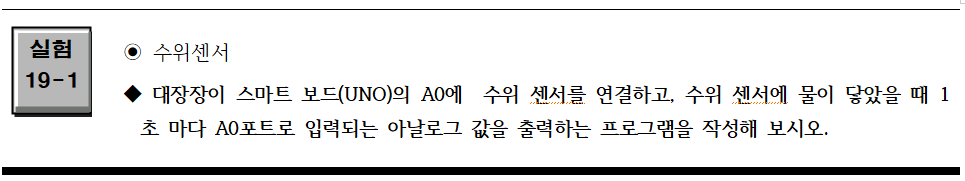 실험
19-1
◉ 수위센서
◆ 대장장이 스마트 보드(UNO)의 A0에 수위 센서를 연결하고, 수위 센서에 물이 닿았을 때 1
초 마다 A0포트로 입력되는 아날로그 값을 출력하는 프로그램을 작성해 보시오.